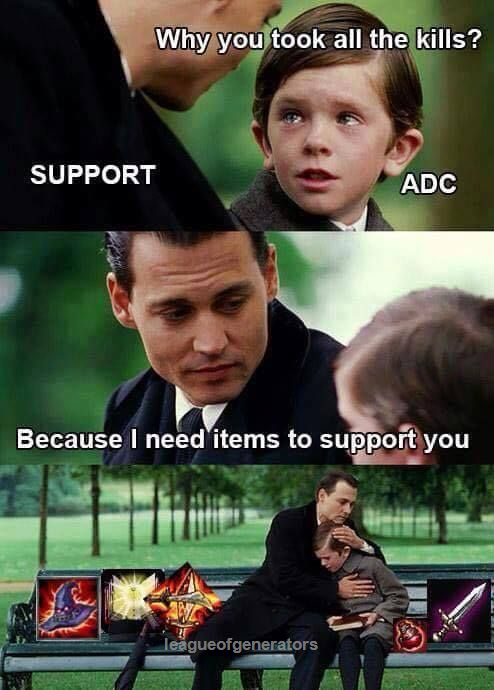 Why you took all the kills?
SUPPORT
ADC
Because I need items to support you
leagueofgenerators